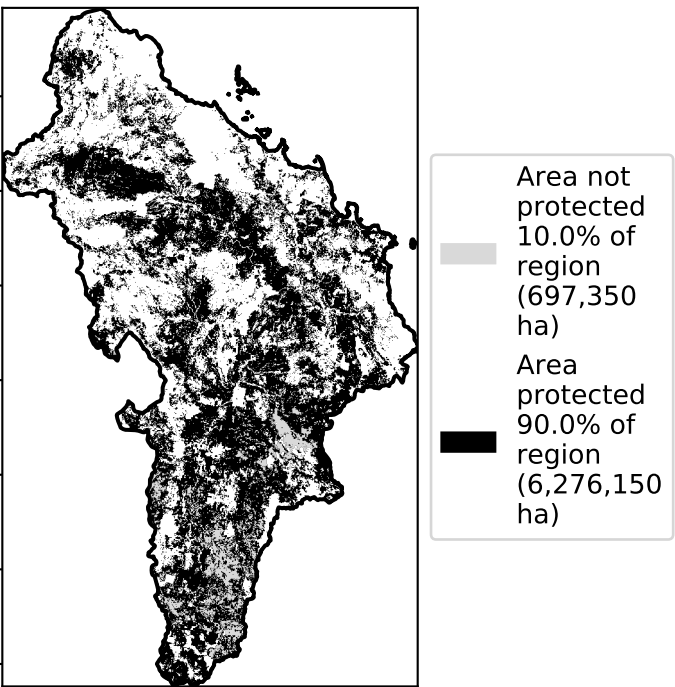 Area not
protected
10.0% of
region
(697,350
ha)
Area
protected
90.0% of
region
(6,276,150
ha)